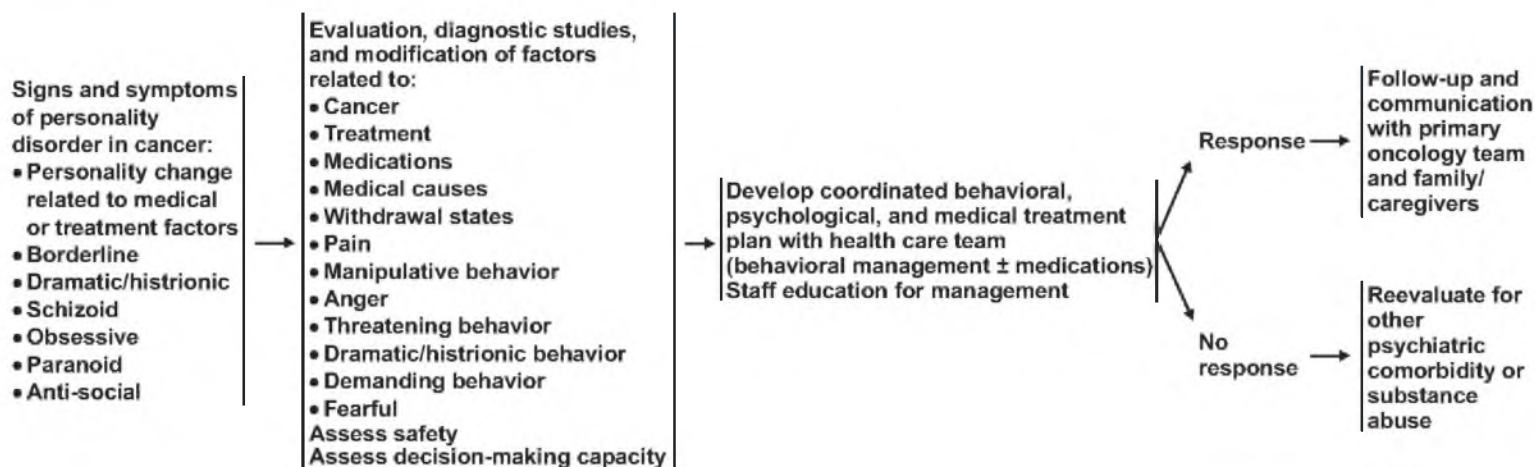 Signs and symptoms
of personality
disorder in cancer:
• Personality change
related to medical
or treatment factors
• Borderline
• Dramatic/histrionic
• Schizoid
• Obsessive
• Paranoid
• Anti-social
Evaluation, diagnostic studies,
and modification of factors
related to:
• Cancer
• Treatment
• Medications
• Medical causes
• Withdrawal states
• Pain
• Manipulative behavior
• Anger
• Threatening behavior
• Dramatic/histrionic behavior
• Demanding behavior
• Fearful
Assess safety
Assess decision-making capacity
Develop coordinated behavioral,
psychological, and medical treatment
plan with health care team
(behavioral management ± medications)
Staff education for management
Response
Follow-up and
communication
with primary
oncology team
and family/
caregivers
No
response
Reevaluate for
other
psychiatric
comorbidity or
substance
abuse